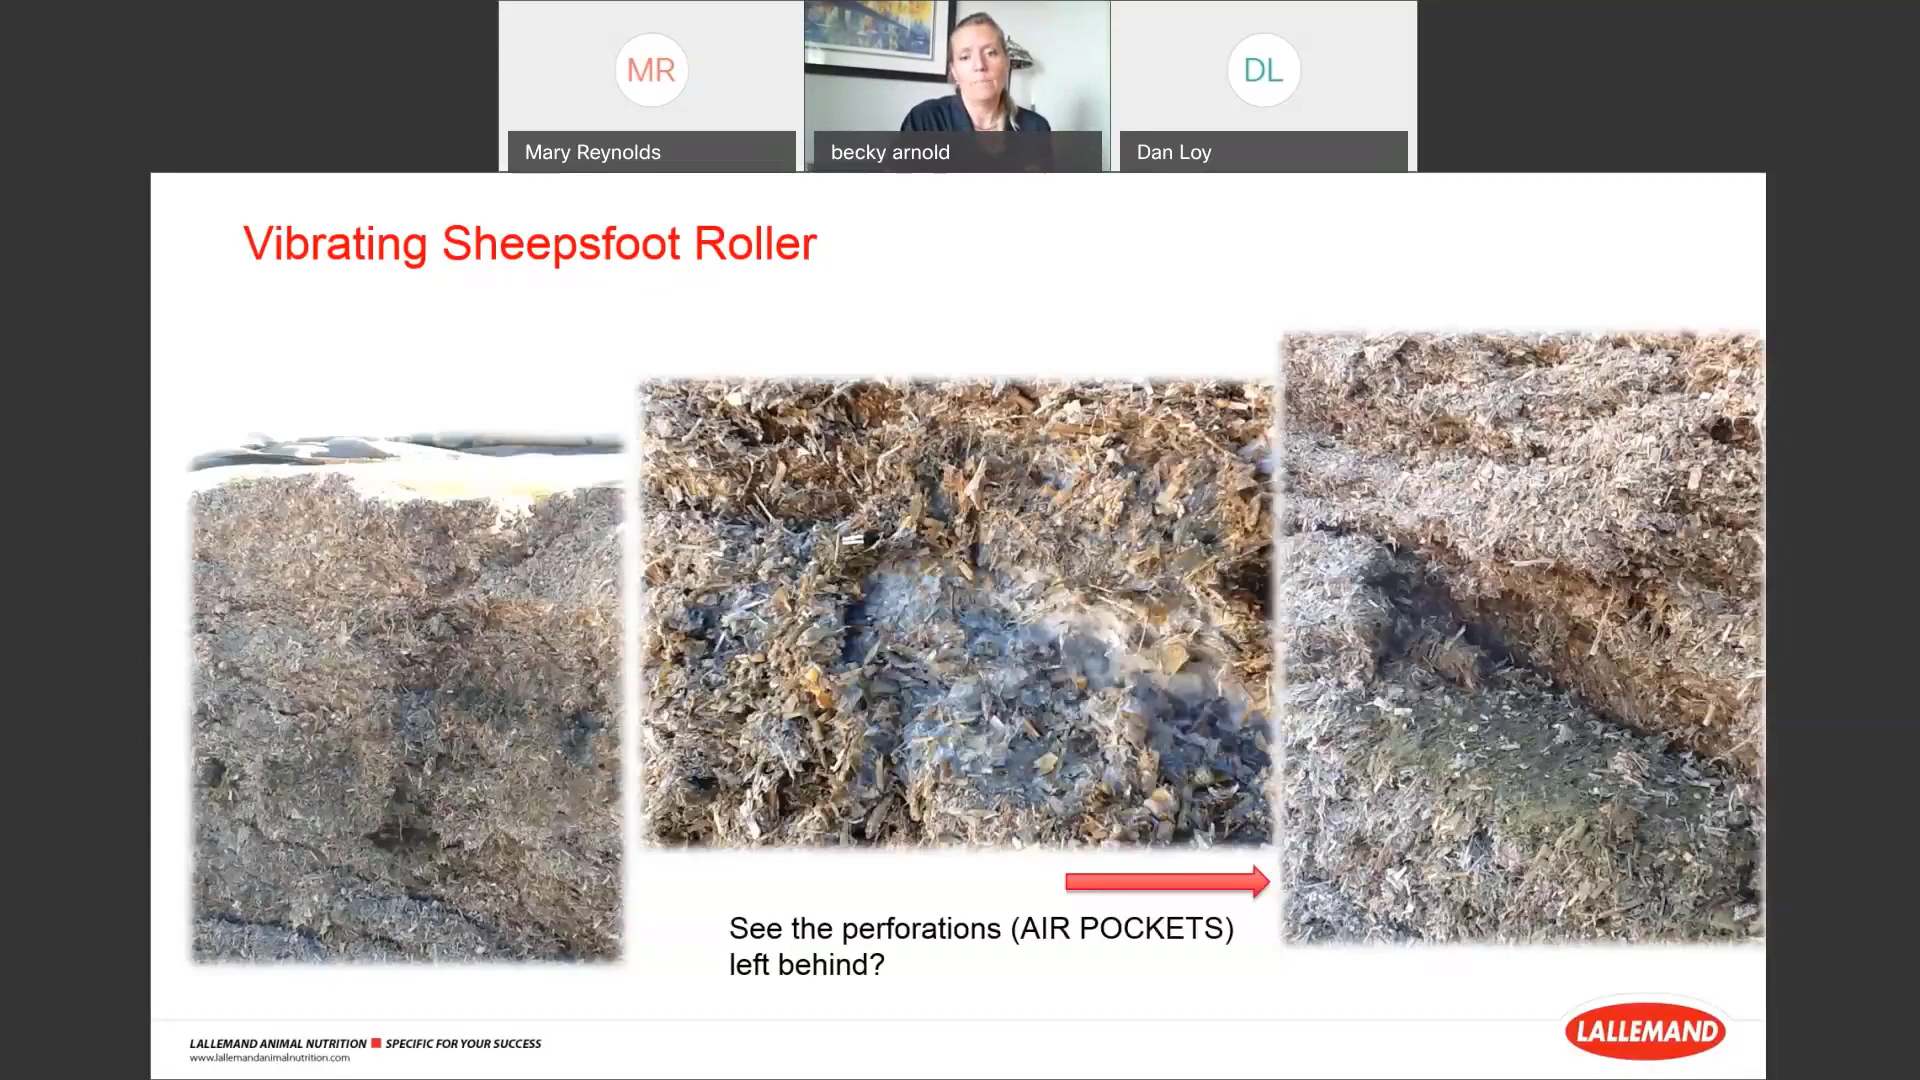 MR
DL
Mary Reynolds
becky arnold
Dan Loy
Vibrating Sheepsfoot Roller
See the perforations (AIR POCKETS)
left behind?
LALLEMAND ANIMAL NUTRITION SPECIFIC FOR YOUR SUCCESS
www.lallemandanimalnutrition.com
LALLEMAND